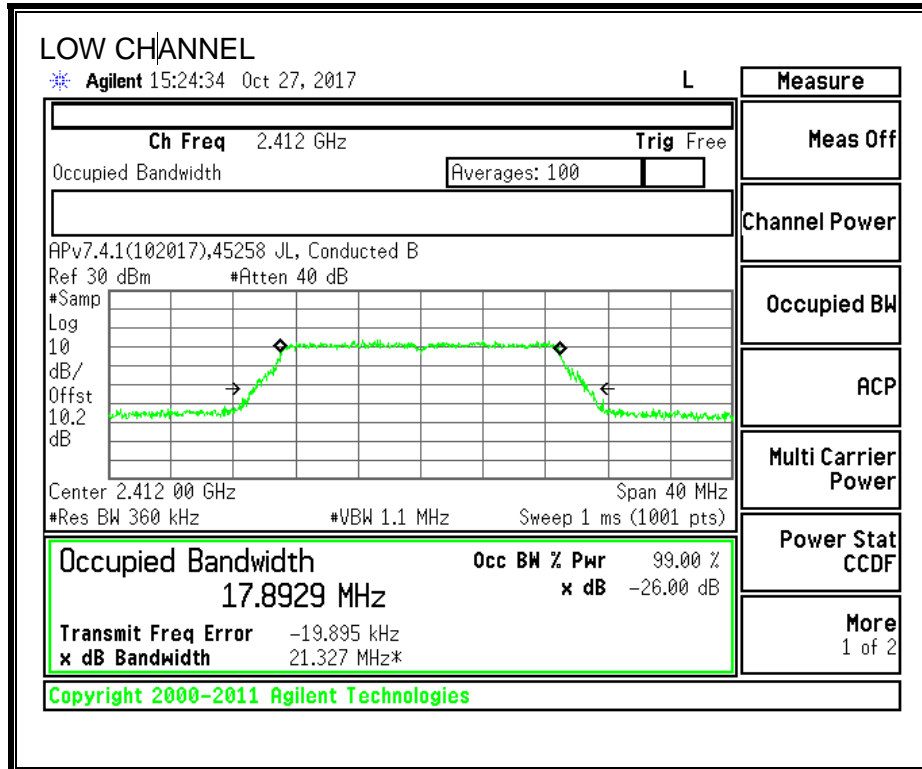 LOW CHANNEL
Agilent 15:24:34 Oct 27, 2017 L
Ch Freq 2.412 GHz Trig Free
Occupied Bandwidth Averages: 100
APv7.4.1(102017),45258 JL, Conducted B
Ref 30 dBm #Atten 40 dB
#Samp
Log
10
dB/
Offst
10.2
dB
Center 2.412 00 GHz Span 40 MHz
#Res BW 360 kHz #VBW 1.1 MHz Sweep 1 ms (1001 pts)
Occupied Bandwidth Occ BW % Pwr 99.00 %
17.8929 MHz x dB -26.00 dB
Transmit Freq Error -19.895 kHz
x dB Bandwidth 21.327 MHz*
Copyright 2000-2011 Agilent Technologies
Measure
Meas Off
Channel Power
Occupied BW
ACP
Multi Carrier
Power
Power Stat
CCDF
More
1 of 2